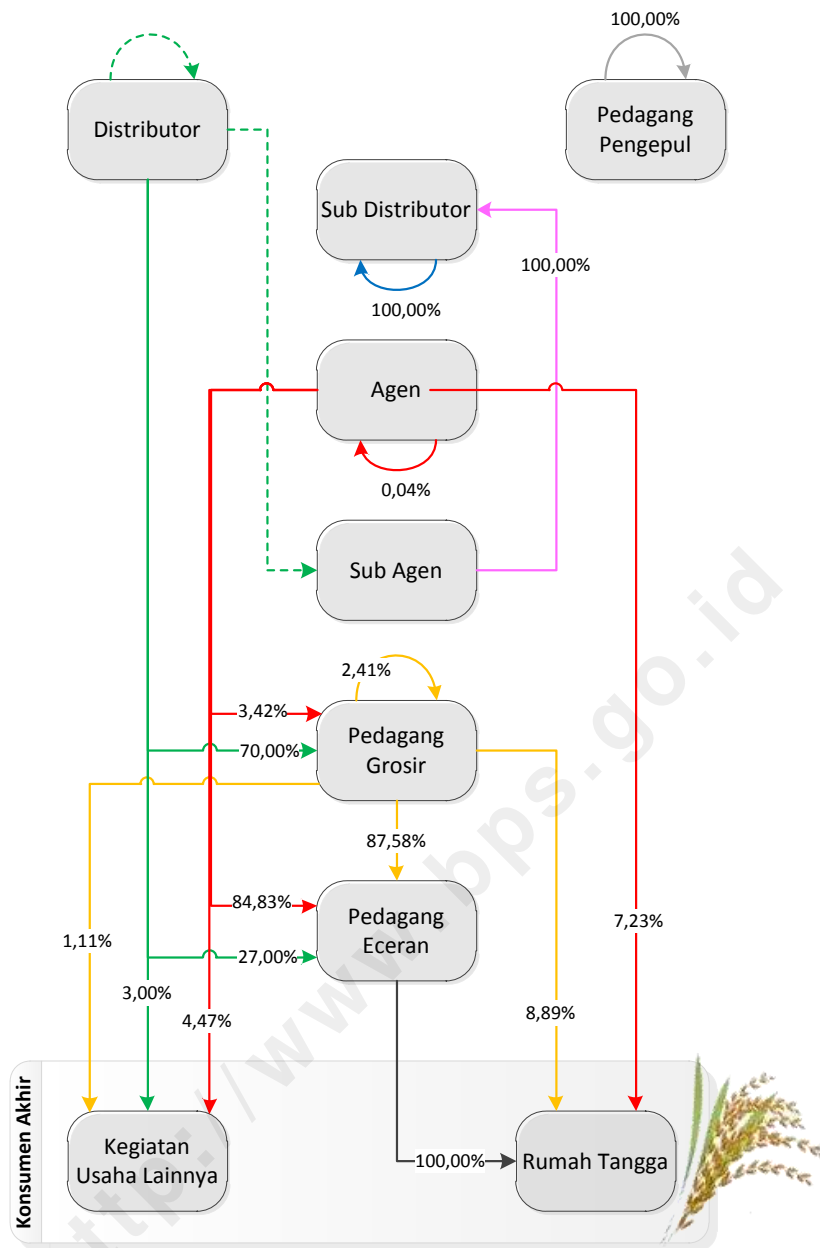 100,00%
Distributor
Pedagang
Pengepul
Sub Distributor
100,00%
100,00%
Agen
0,04%
Sub Agen
2,41%
3,42%
Pedagang
Grosir
70,00%
87,58%
84,83%
Pedagang
Eceran
7,23%
1,11%
27,00%
3,00%
4,47%
8,89%
Konsumen Akhir
Kegiatan
Usaha Lainnya
100,00%
Rumah Tangga
http://www.bps.go.id